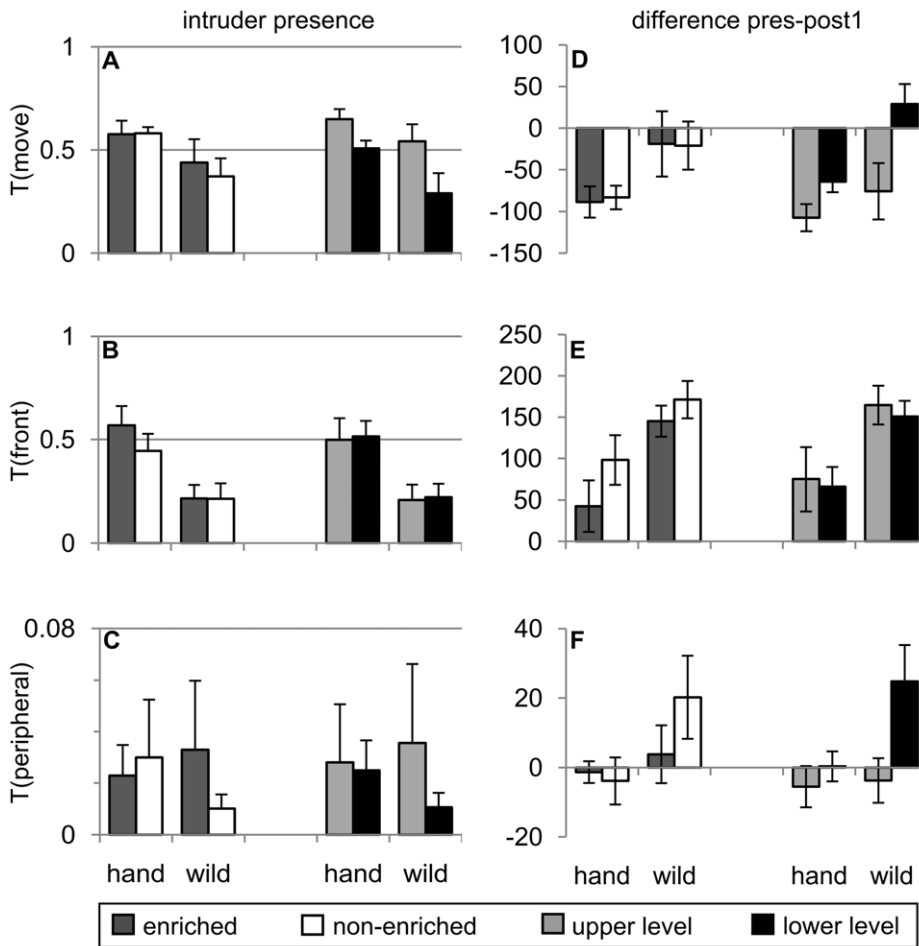 intruder presence
difference pres-post1
A
T(move)
1
0.5
0
D
100
50
0
-50
-100
-150
B
T(front)
1
0.5
0
E
250
200
150
100
50
0
C
T(peripheral)
0.08
0
F
40
20
0
-20
hand wild hand wild
hand wild hand wild
enriched non-enriched upper level lower level